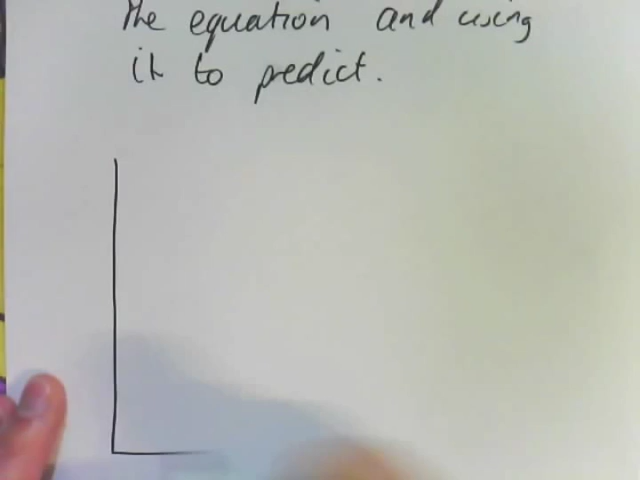 The equation and using
it to predict.